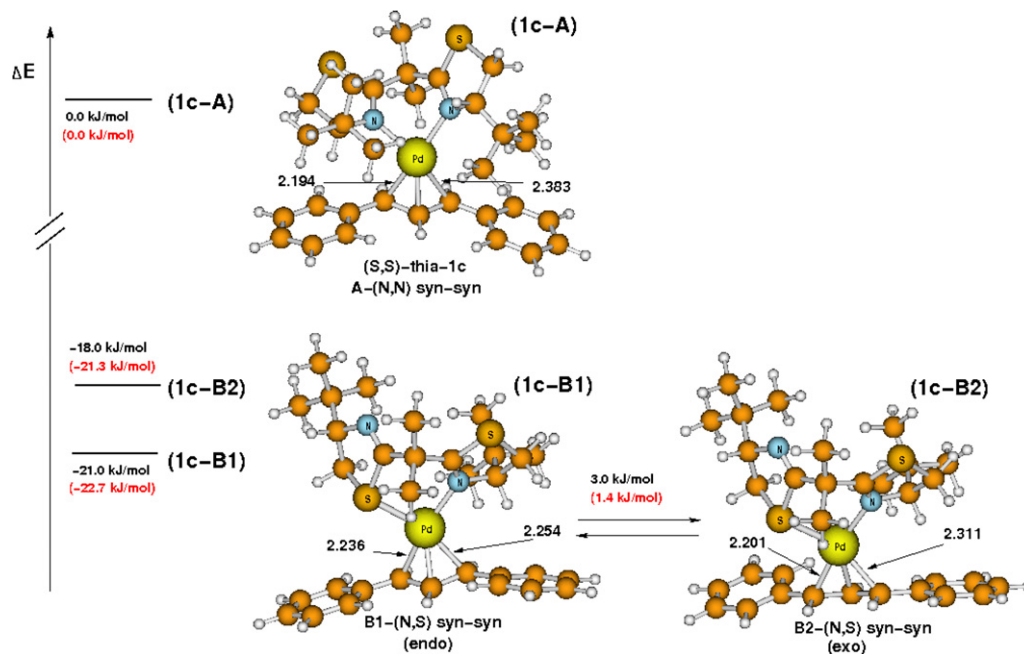 (1c-A)
S
S
ΔE
(1c-A)
0.0 kJ/mol
(0.0 kJ/mol)
N
N
Pd
2.194
2.383
(S,S)-thia-1c
A-(N,N) syn-syn
-18.0 kJ/mol
(-21.3 kJ/mol)
(1c-B2)
(1c-B1)
-21.0 kJ/mol
(-22.7 kJ/mol)
(1c-B1)
N
S
N
S
Pd
2.236
2.254
B1-(N,S) syn-syn
(endo)
3.0 kJ/mol
(1.4 kJ/mol)
(1c-B2)
N
S
N
S
Pd
2.201
2.311
B2-(N,S) syn-syn
(exo)